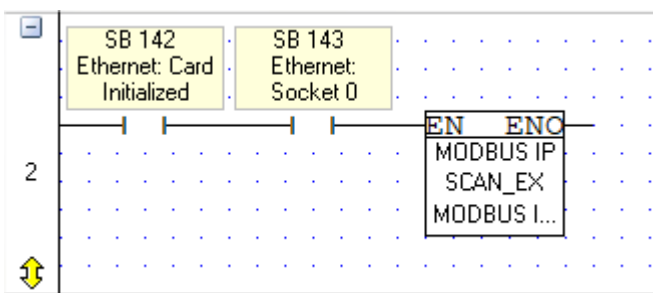 SB 142
Ethernet: Card
Initialized
SB 143
Ethernet:
Socket 0
EN ENO
MODBUS IP
SCAN_EX
MODBUS I...
2